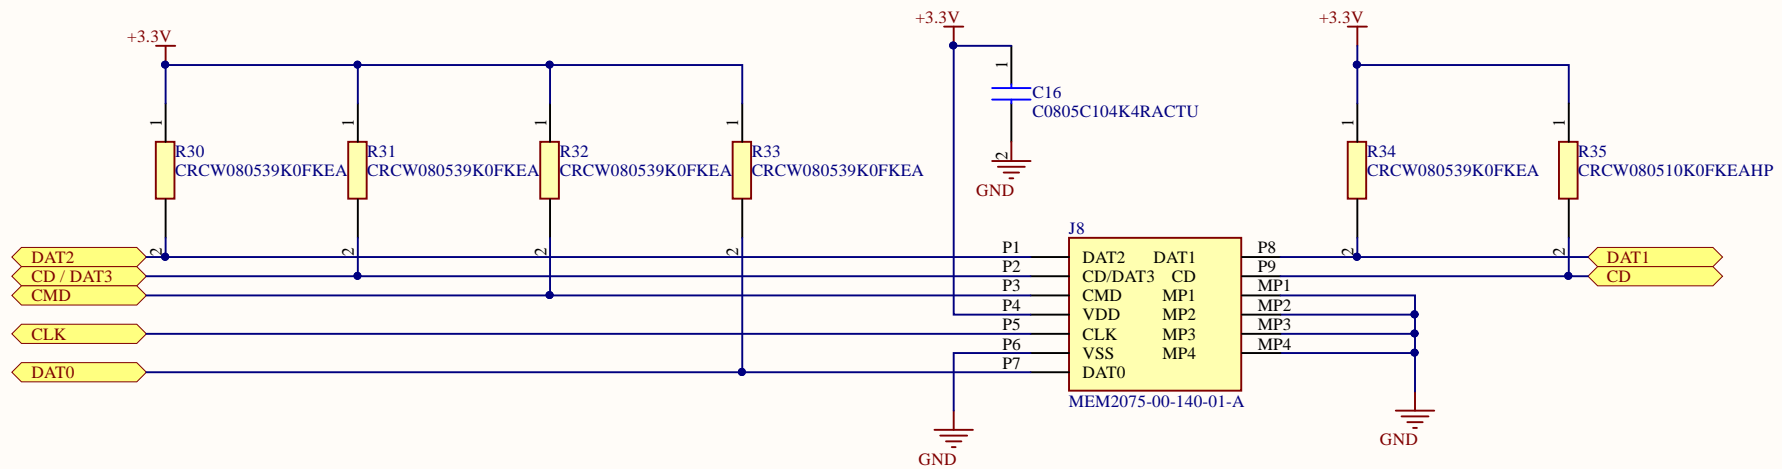 +3.3V
+3.3V
+3.3V
1
C16
C0805C104K4RACTU
2
GND
1
R30
CRCW080539K0FKEA
2
1
R31
CRCW080539K0FKEA
2
1
R32
CRCW080539K0FKEA
2
1
R33
CRCW080539K0FKEA
2
1
R34
CRCW080539K0FKEA
2
1
R35
CRCW080510K0FKEAHP
2
DAT2
CD / DAT3
CMD
CLK
DAT0
J8
P1
P2
P3
P4
P5
P6
P7
DAT2 DAT1
CD/DAT3 CD
CMD MP1
VDD MP2
CLK MP3
VSS MP4
DAT0
P8
P9
MP1
MP2
MP3
MP4
MEM2075-00-140-01-A
DAT1
CD
GND
GND